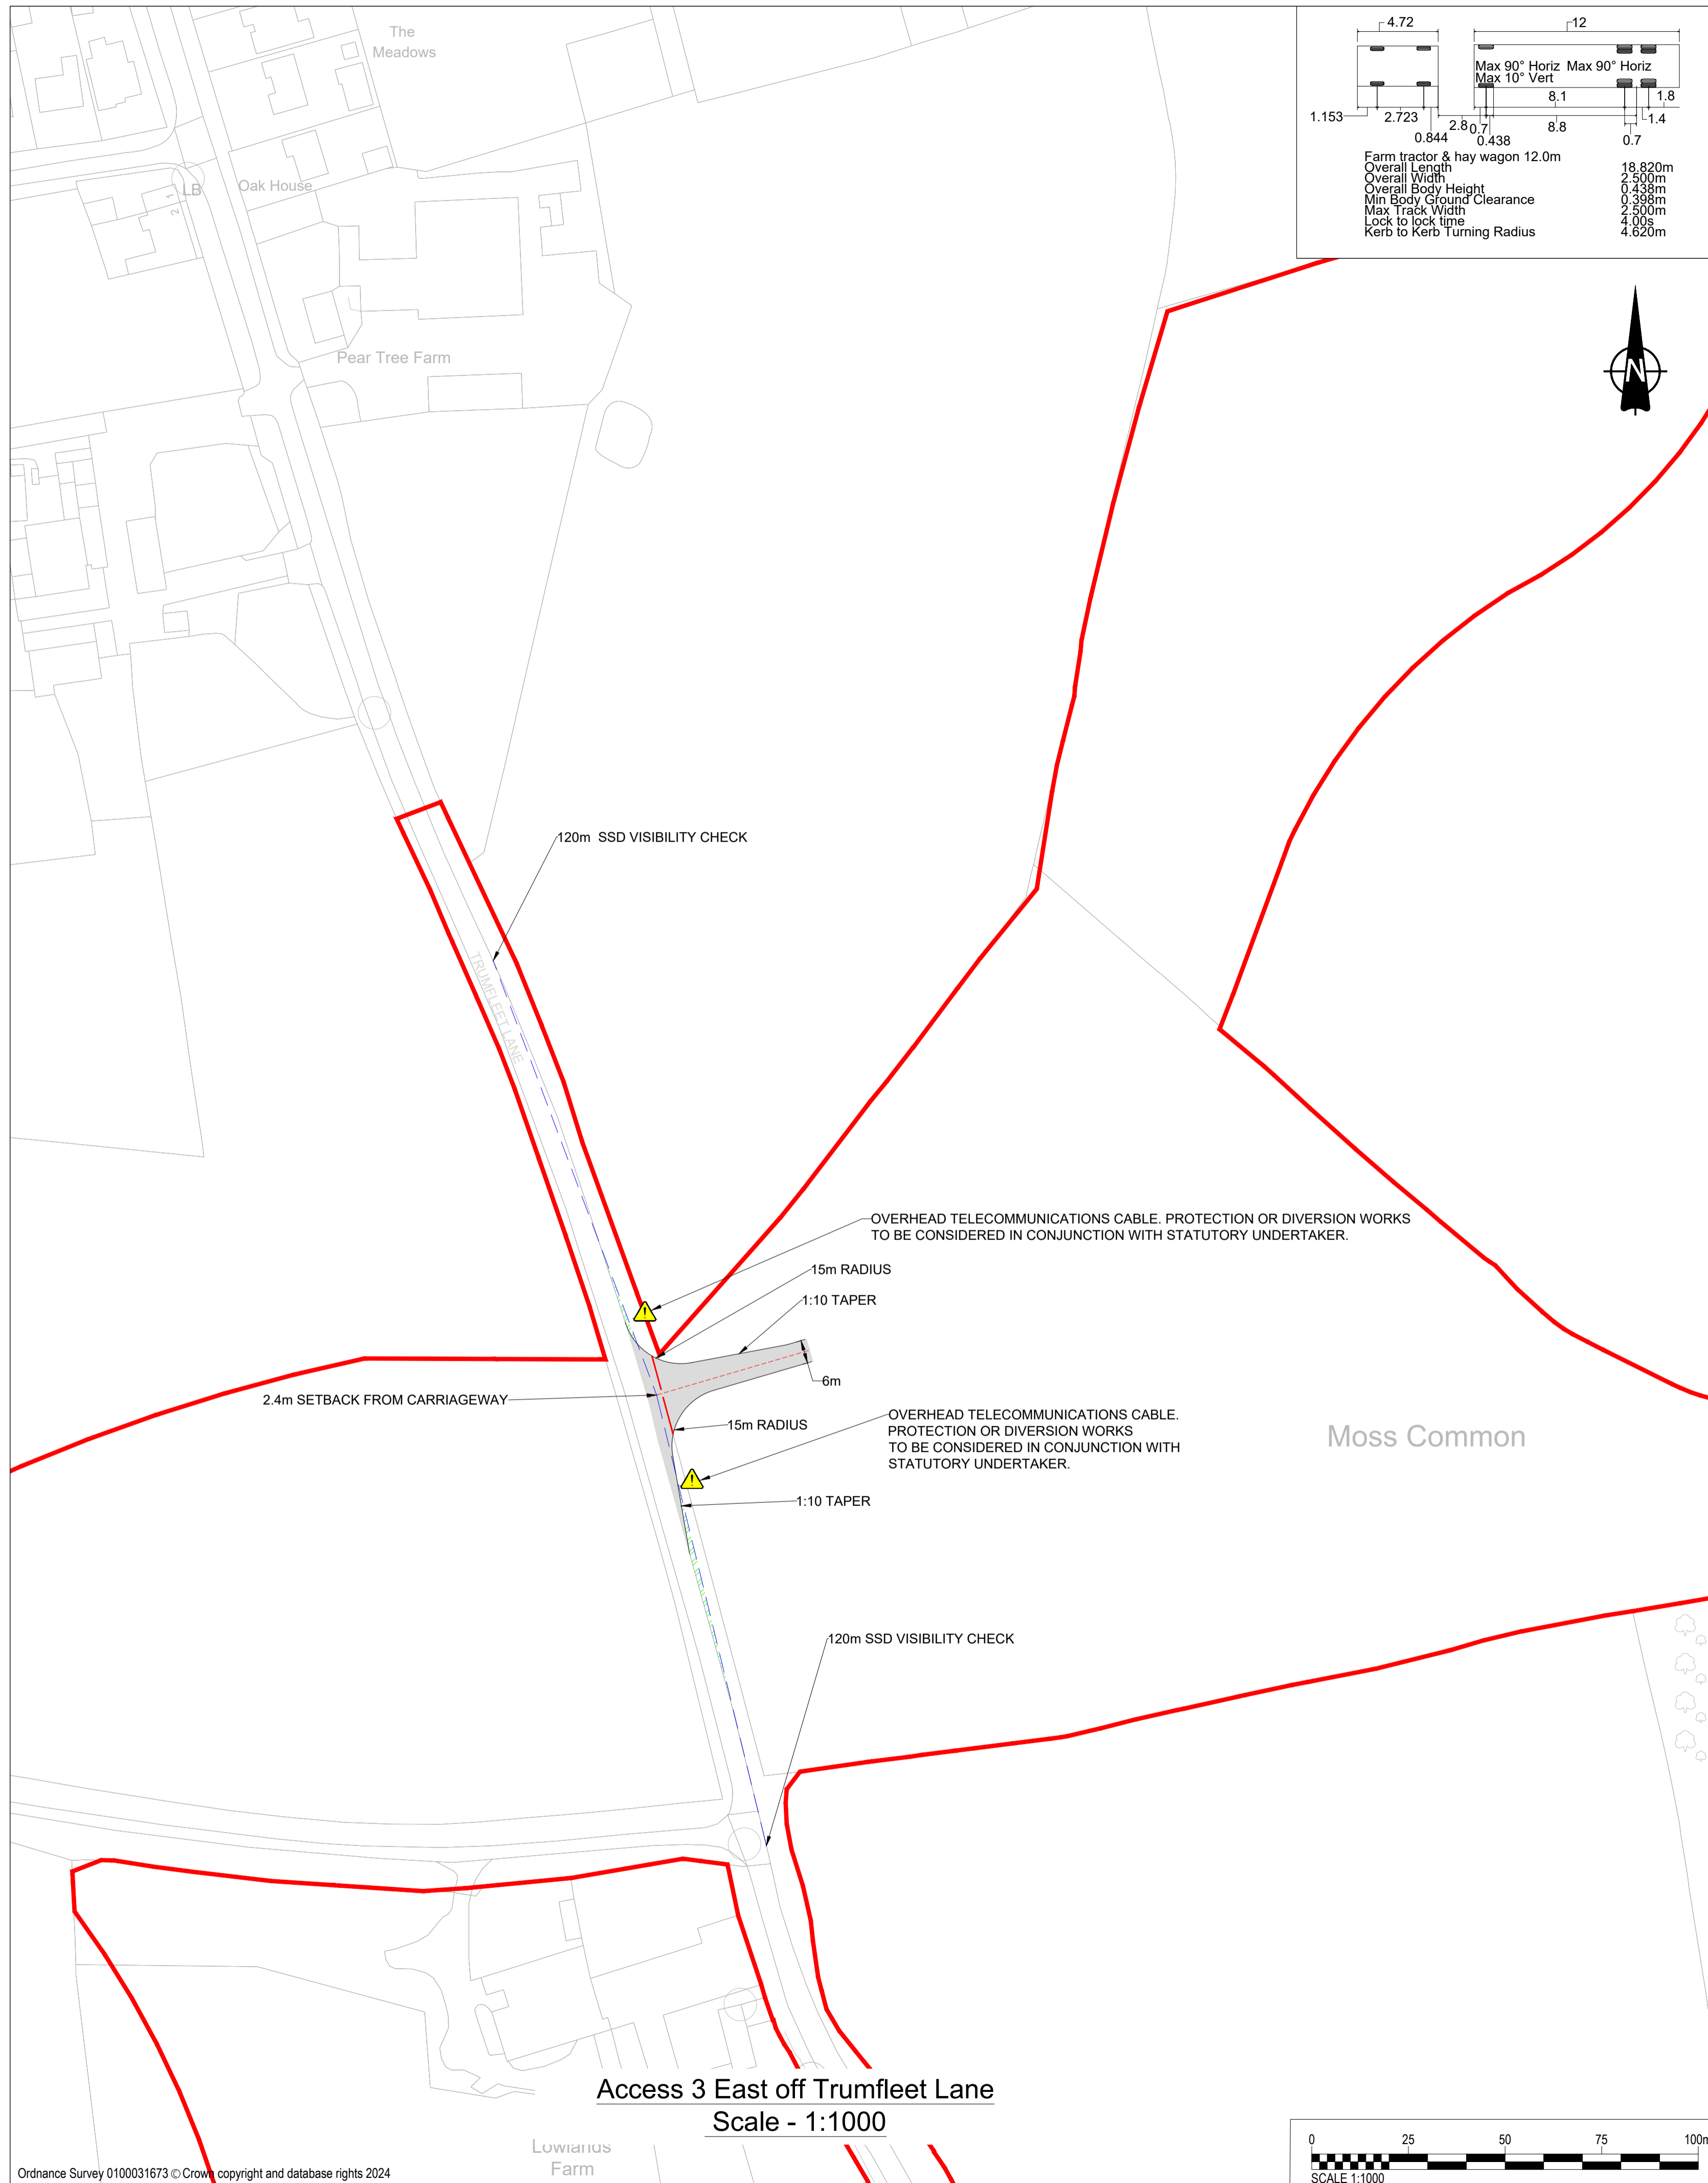 The
Meadows
4.72
12
Max 90° Horiz Max 90° Horiz
Max 10° Vert
8.1
1.8
1.153
2.723
0.844
2.8
0.7
0.438
8.8
1.4
0.7
Farm tractor & hay wagon 12.0m
Overall Length 18.820m
Overall Width 2.500m
Overall Body Height 0.438m
Min Body Ground Clearance 0.398m
Max Track Width 2.500m
Lock to lock time 4.00s
Kerb to Kerb Turning Radius 4.620m
LB
Oak House
1
2
Pear Tree Farm
N
120m SSD VISIBILITY CHECK
TRUMFLEET LANE
OVERHEAD TELECOMMUNICATIONS CABLE. PROTECTION OR DIVERSION WORKS
TO BE CONSIDERED IN CONJUNCTION WITH STATUTORY UNDERTAKER.
15m RADIUS
1:10 TAPER
!
6m
2.4m SETBACK FROM CARRIAGEWAY
15m RADIUS
OVERHEAD TELECOMMUNICATIONS CABLE.
PROTECTION OR DIVERSION WORKS
TO BE CONSIDERED IN CONJUNCTION WITH
STATUTORY UNDERTAKER.
Moss Common
!
1:10 TAPER
120m SSD VISIBILITY CHECK
Access 3 East off Trumfleet Lane
Scale - 1:1000
Lowlands
Farm
0 25 50 75 100m
SCALE 1:1000
Ordnance Survey 0100031673 © Crown copyright and database rights 2024